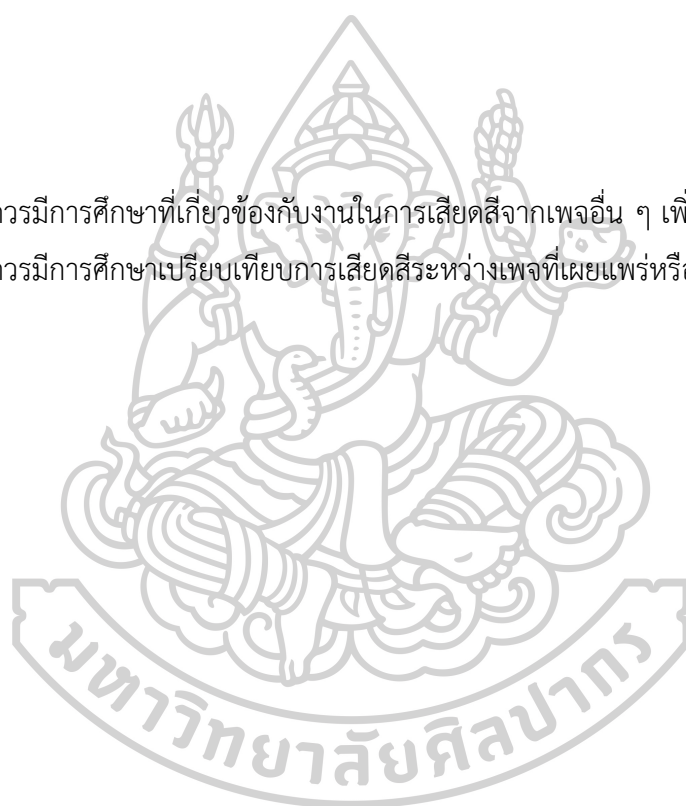 ควรมีการศึกษาที่เกี่ยวข้องกับงานในการเสียดสีจากเพจอื่น ๆ
ควรมีการศึกษาเปรียบเทียบการเสียดสีระหว่างเพจที่เผยแพร่
มหาวิทยาลัยศิลปากร